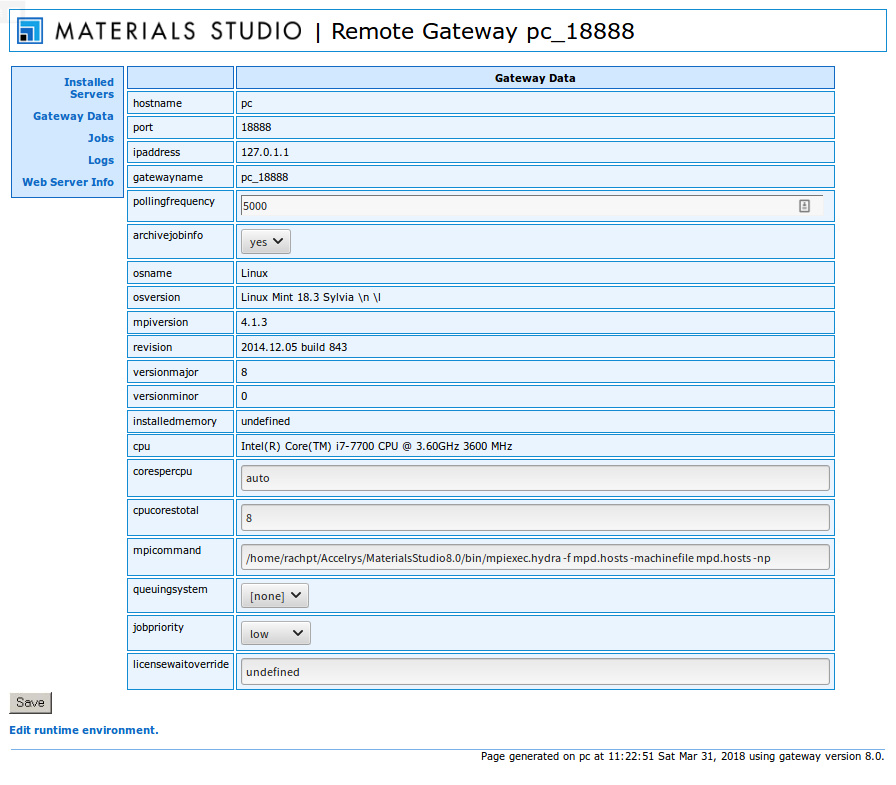 MATERIALS STUDIO | Remote Gateway pc_18888
Installed
Servers
Gateway Data
Jobs
Logs
Web Server Info
Gateway Data
hostname pc
port 18888
ipaddress 127.0.1.1
gatewayname pc_18888
pollingfrequency 5000
archivejobinfo yes
osname Linux
osversion Linux Mint 18.3 Sylvia \n \l
mpiversion 4.1.3
revision 2014.12.05 build 843
versionmajor 8
versionminor 0
installedmemory undefined
cpu Intel(R) Core(TM) i7-7700 CPU @ 3.60GHz 3600 MHz
corespercpu auto
cpucorestotal 8
mpicommand /home/rachpt/Accelrys/MaterialsStudio8.0/bin/mpiexec.hydra -f mpd.hosts -machinefile mpd.hosts -np
queuingsystem [none]
jobpriority low
licensewaitoverride undefined
Save
Edit runtime environment.
Page generated on pc at 11:22:51 Sat Mar 31, 2018 using gateway version 8.0.